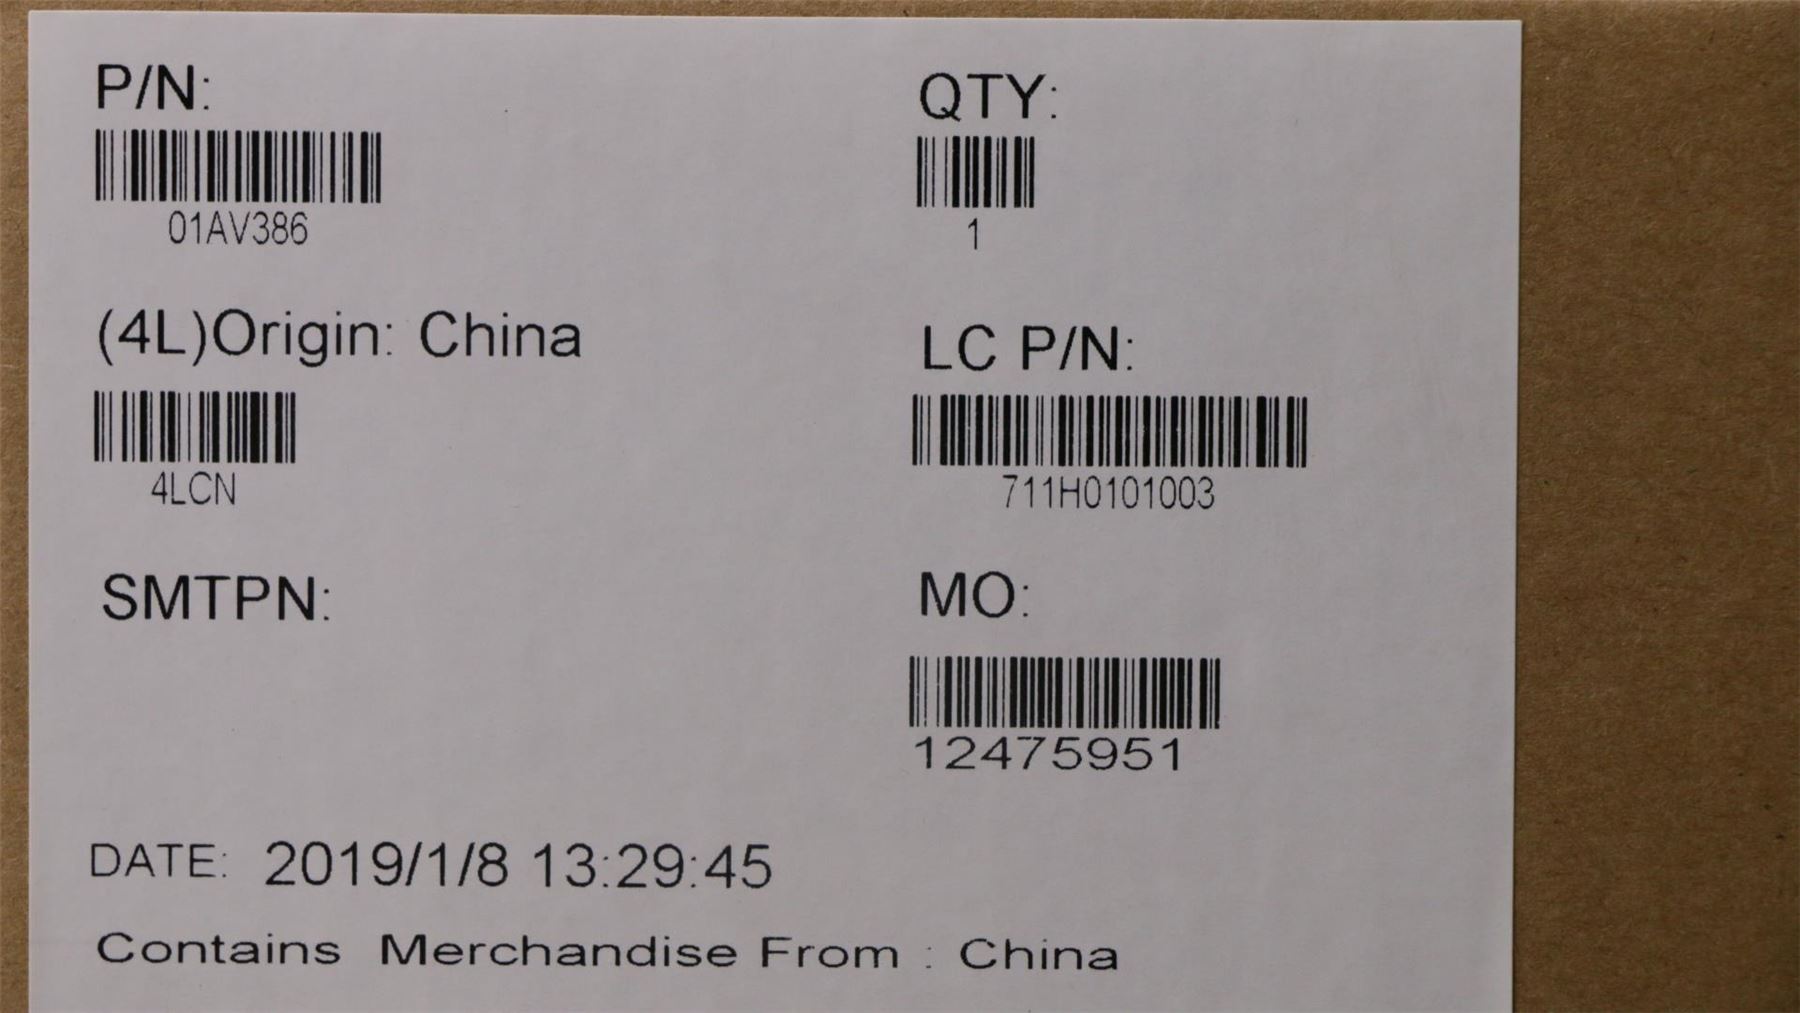 P/N:
01AV386
QTY:
1
(4L)Origin: China
4LCN
LC P/N:
711H0101003
SMTPN:
MO:
12475951
DATE: 2019/1/8 13:29:45
Contains Merchandise From : China